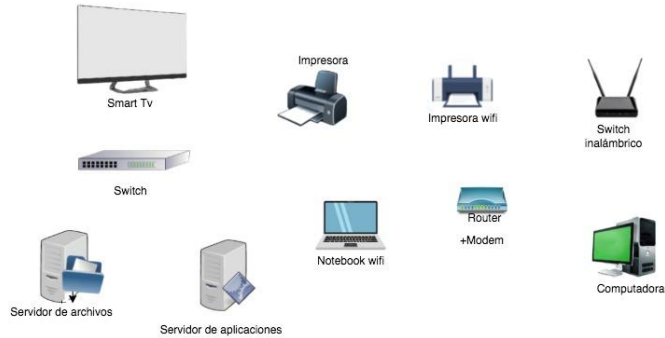 Impresora
Smart Tv
Impresora wifi
Switch
inalámbrico
Switch
Router
+Modem
Notebook wifi
Computadora
Servidor de archivos
Servidor de aplicaciones